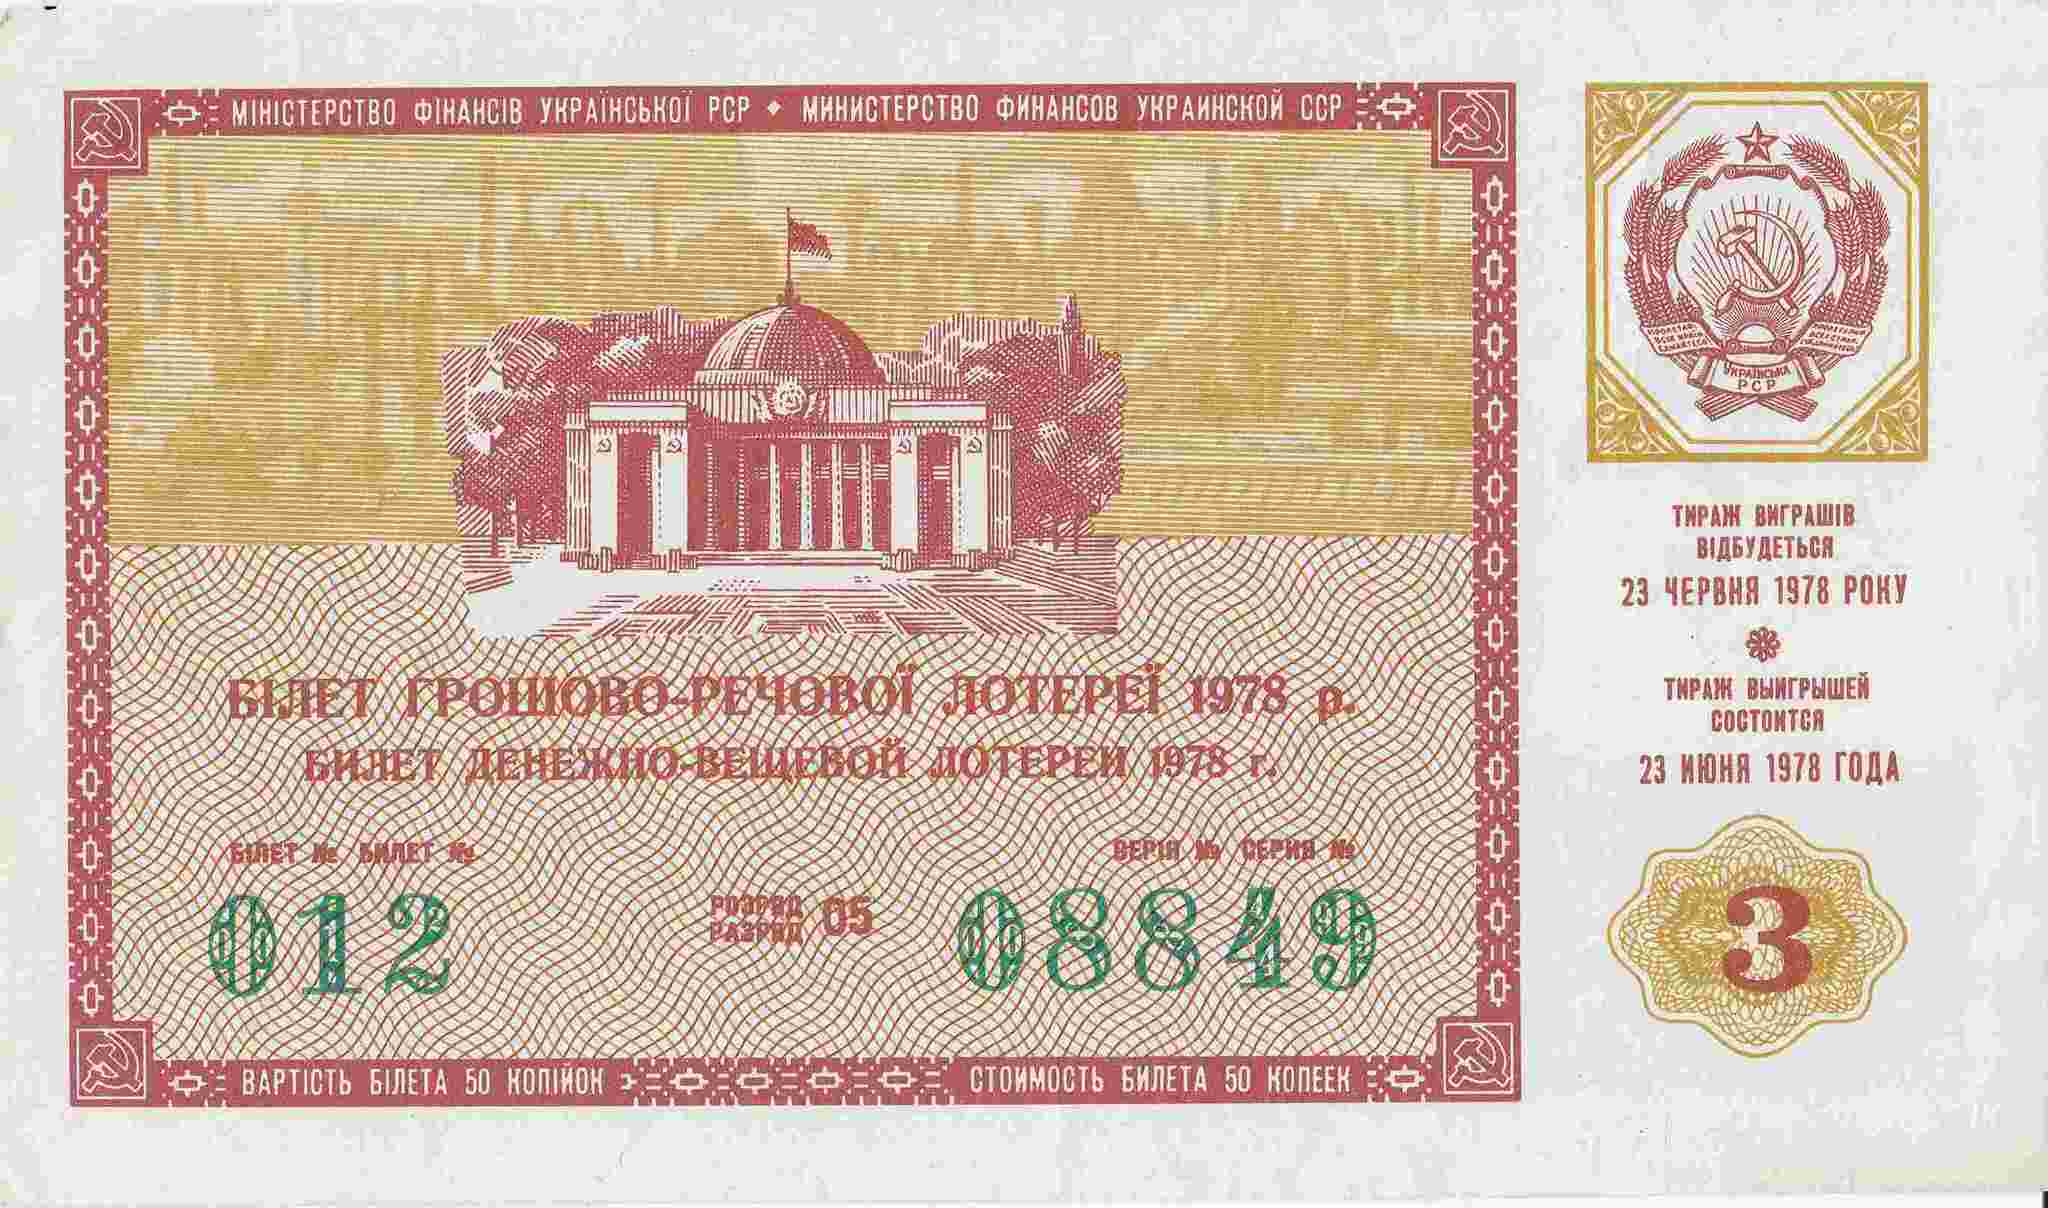 МІНІСТЕРСТВО ФІНАНСІВ УКРАЇНСЬКОЇ РСР ♦ МИНИСТЕРСТВО ФИНАНСОВ УКРАИНСКОЙ ССР
УКРАЇНСЬКА
РСР
БІЛЕТ ГРОШОВО-РЕЧОВОЇ ЛОТЕРЕЇ 1978 р.
БИЛЕТ ДЕНЕЖНО-ВЕЩЕВОЙ ЛОТЕРЕИ 1978 г.
БІЛЕТ № БИЛЕТ №
СЕРІЯ № СЕРИЯ №
012
РОЗРЯД
РАЗРЯД
05
08849
ВАРТІСТЬ БІЛЕТА 50 КОПІЙОК
СТОИМОСТЬ БИЛЕТА 50 КОПЕЕК
ТИРАЖ ВИГРАШІВ
ВІДБУДЕТЬСЯ
23 ЧЕРВНЯ 1978 РОКУ
ТИРАЖ ВЫИГРЫШЕЙ
СОСТОИТСЯ
23 ИЮНЯ 1978 ГОДА
3